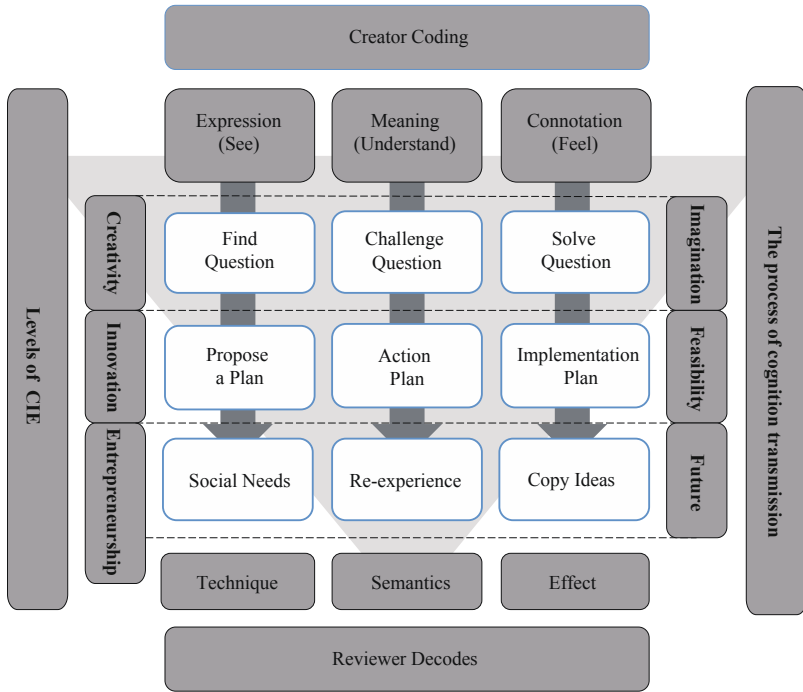 Creator Coding
Expression
(See)
Meaning
(Understand)
Connotation
(Feel)
Levels of CIE
The process of cognition transmission
Creativity
Find
Question
Challenge
Question
Solve
Question
Imagination
Innovation
Propose
a Plan
Action
Plan
Implementation
Plan
Feasibility
Entrepreneurship
Social Needs
Re-experience
Copy Ideas
Future
Technique
Semantics
Effect
Reviewer Decodes